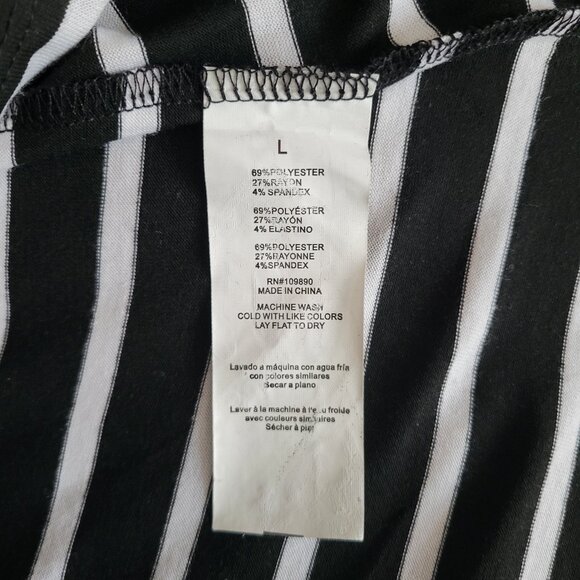 L
69%POLYESTER
27%RAYON
4% SPANDEX
69%POLYÉSTER
27%RAYÓN
4% ELASTINO
69%POLYESTER
27%RAYONNE
4%SPANDEX
RN#109890
MADE IN CHINA
MACHINE WASH
COLD WITH LIKE COLORS
LAY FLAT TO DRY
Lavado a máquina con agua fría
con colores similares
Secar a plano
Laver à la machine à l'eau froide
avec couleurs similaires
Sécher à plat